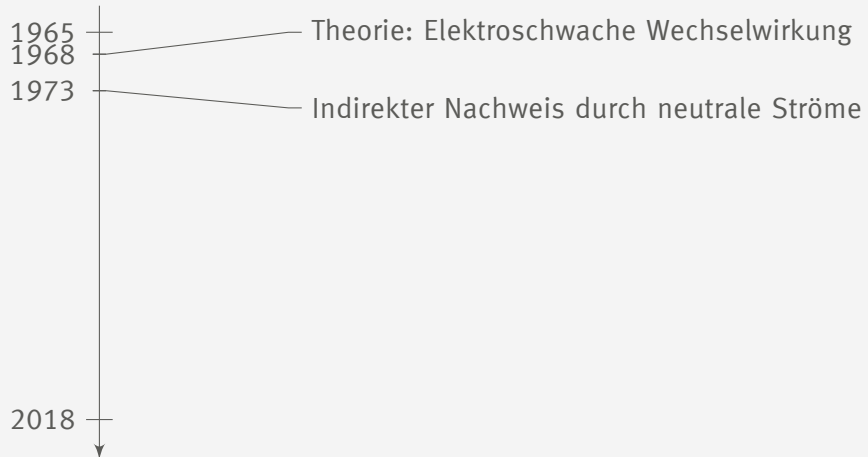 1965
1968
Theorie: Elektroschwache Wechselwirkung
1973
Indirekter Nachweis durch neutrale Ströme
2018